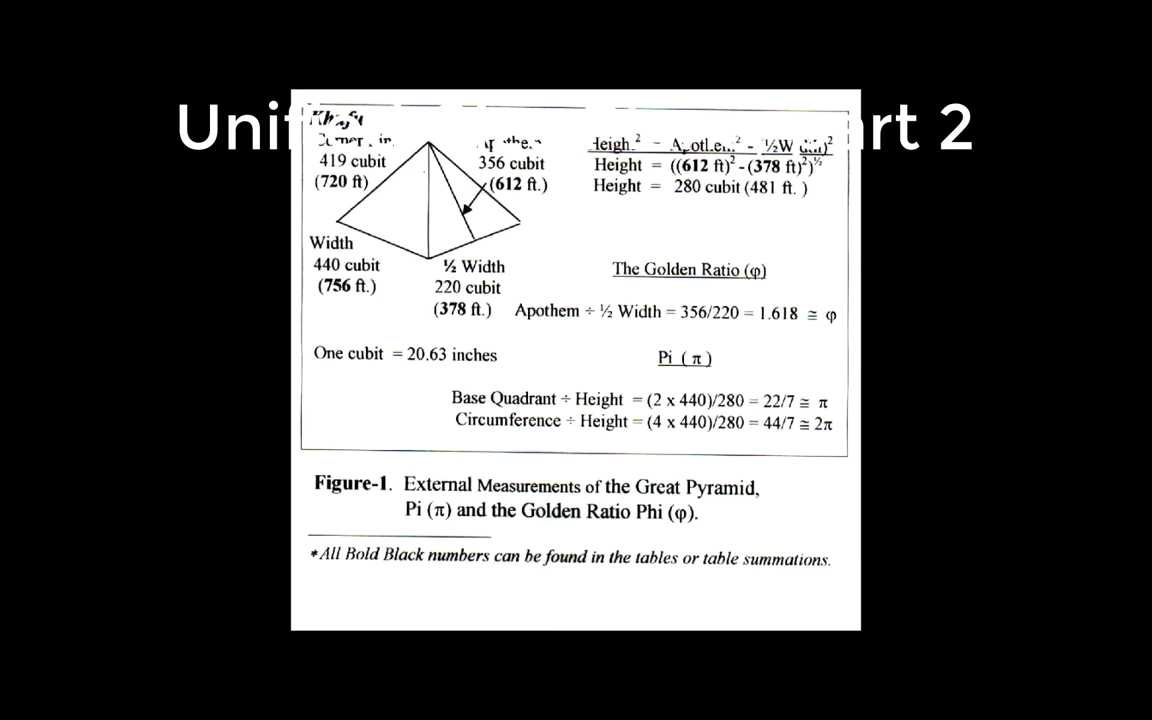 Unif rt 2
Khufu
419 cubit
(720 ft)
356 cubit
(612 ft.)
Height = ((612 ft)² - (378 ft)²)^½
Height = 280 cubit (481 ft. )
Width
440 cubit
(756 ft.)
½ Width
220 cubit
(378 ft.)
The Golden Ratio (φ)
Apothem ÷ ½ Width = 356/220 = 1.618 ≅ φ
One cubit = 20.63 inches
Pi ( π )
Base Quadrant ÷ Height = (2 x 440)/280 = 22/7 ≅ π
Circumference ÷ Height = (4 x 440)/280 = 44/7 ≅ 2π
Figure-1. External Measurements of the Great Pyramid,
Pi (π) and the Golden Ratio Phi (φ).
*All Bold Black numbers can be found in the tables or table summations.